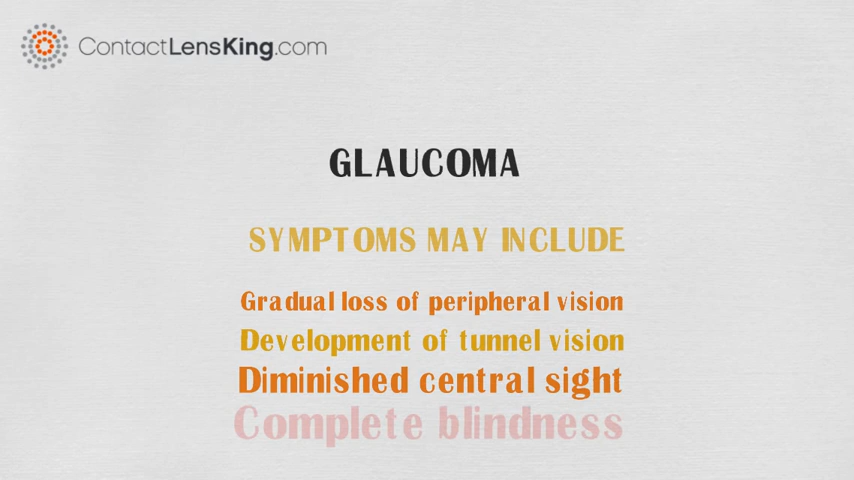 ContactLensKing.com
GLAUCOMA
SYMPTOMS MAY INCLUDE
Gradual loss of peripheral vision
Development of tunnel vision
Diminished central sight
Complete blindness